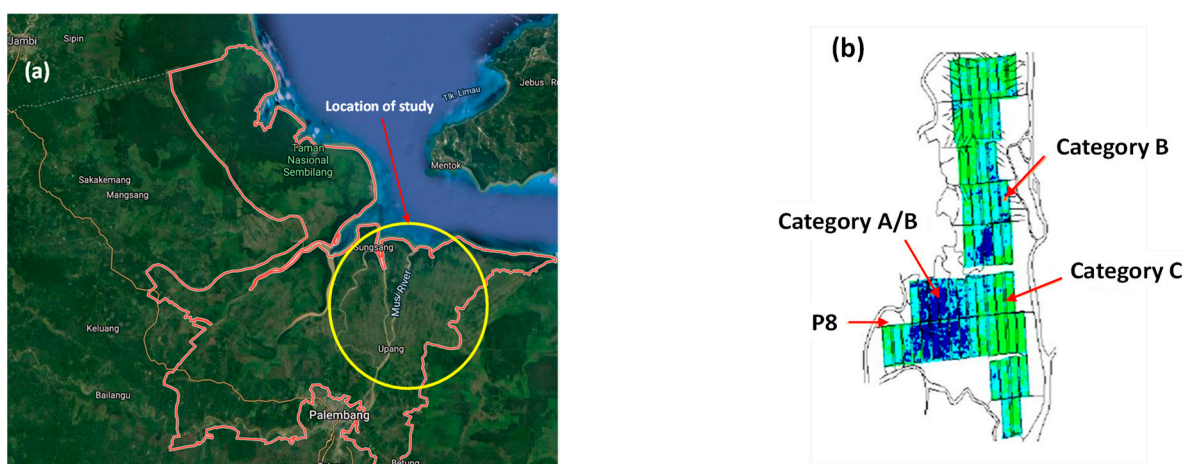 (a)
Jambi
Sipin
Location of study
Tlk. Limau
Jebus
Mentok
Taman
Nasional
Sembilang
Sakakemang
Mangsang
Sungsang
Musi River
Keluang
Upang
Bailangu
Palembang
Betung
(b)
Category B
Category A/B
Category C
P8